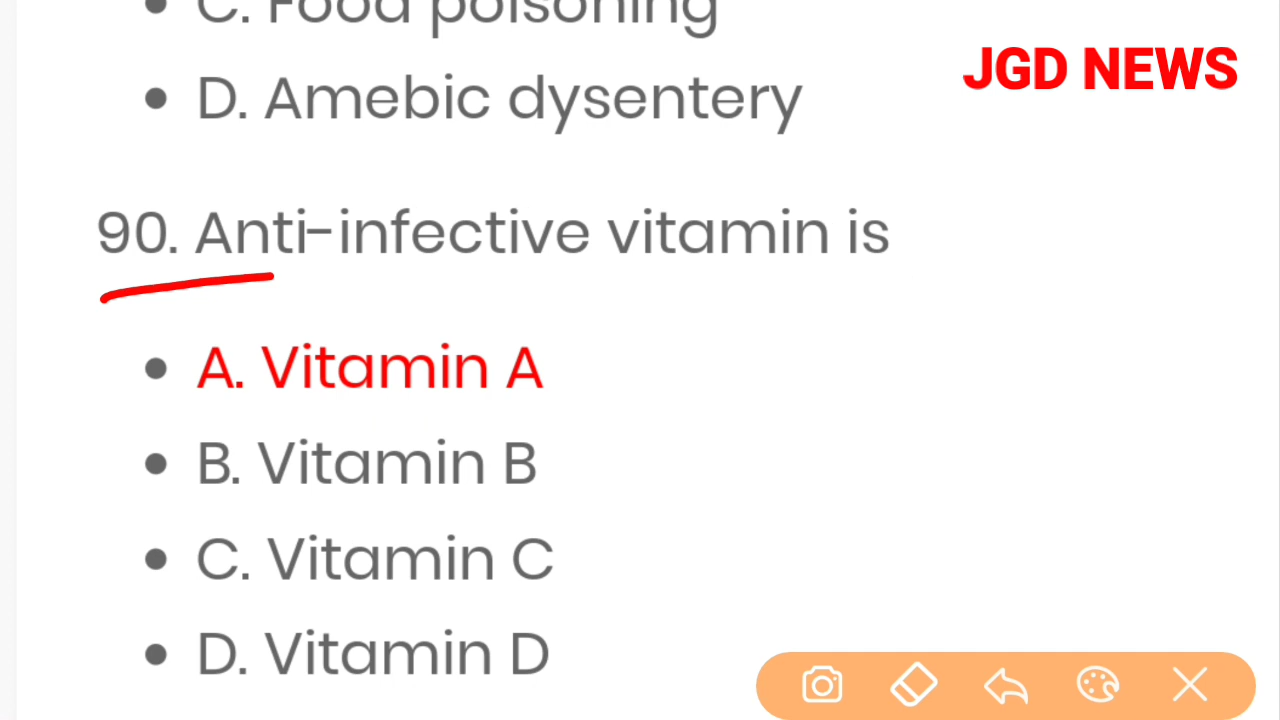 C. Food poisoning
JGD NEWS
D. Amebic dysentery
90. Anti-infective vitamin is
A. Vitamin A
B. Vitamin B
C. Vitamin C
D. Vitamin D